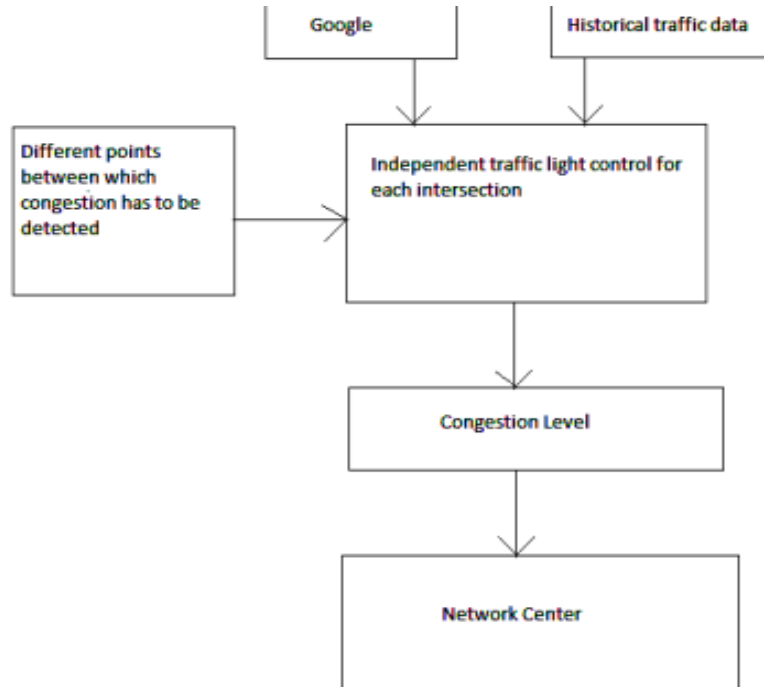 Google
Historical traffic data
Different points
between which
congestion has to be
detected
Independent traffic light control for
each intersection
Congestion Level
Network Center